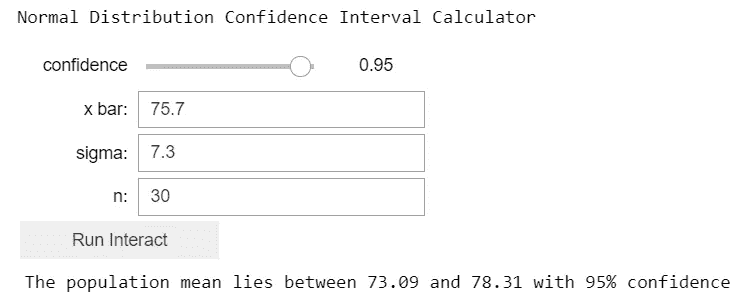 Normal Distribution Confidence Interval Calculator
confidence 0.95
x bar: 75.7
sigma: 7.3
n: 30
Run Interact
The population mean lies between 73.09 and 78.31 with 95% confidence